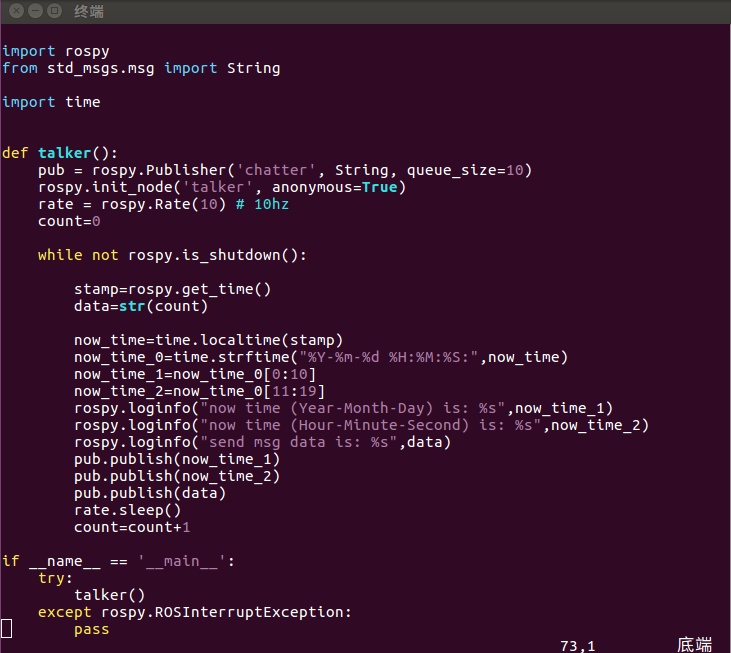 终端
import rospy
from std_msgs.msg import String
import time
def talker():
    pub = rospy.Publisher('chatter', String, queue_size=10)
    rospy.init_node('talker', anonymous=True)
    rate = rospy.Rate(10) # 10hz
    count=0
    while not rospy.is_shutdown():
        stamp=rospy.get_time()
        data=str(count)
        now_time=time.localtime(stamp)
        now_time_0=time.strftime("%Y-%m-%d %H:%M:%S:",now_time)
        now_time_1=now_time_0[0:10]
        now_time_2=now_time_0[11:19]
        rospy.loginfo("now time (Year-Month-Day) is: %s",now_time_1)
        rospy.loginfo("now time (Hour-Minute-Second) is: %s",now_time_2)
        rospy.loginfo("send msg data is: %s",data)
        pub.publish(now_time_1)
        pub.publish(now_time_2)
        pub.publish(data)
        rate.sleep()
        count=count+1
if __name__ == '__main__':
    try:
        talker()
    except rospy.ROSInterruptException:
        pass
73,1 底端